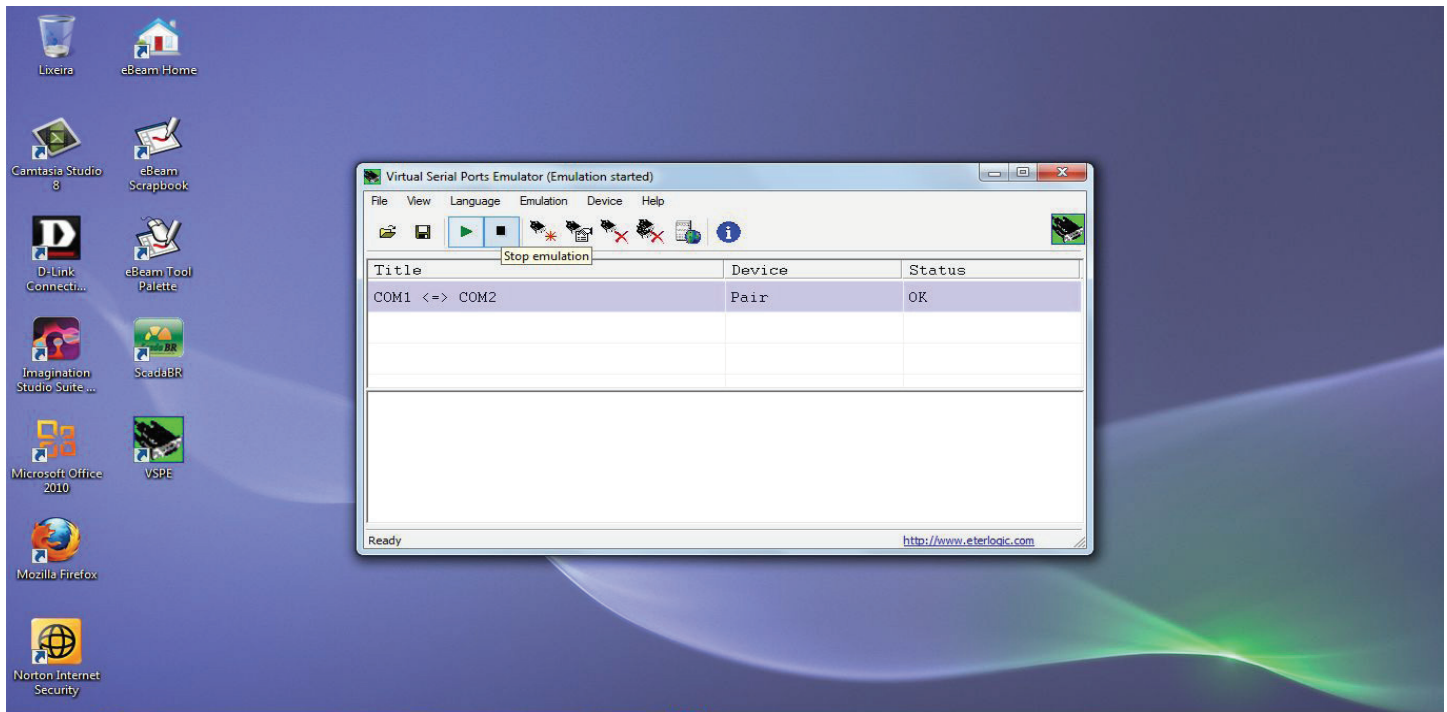 Lixeira
eBeam Home
Camtasia Studio
8
eBeam
Scrapbook
D
D-Link
Connecti...
eBeam Tool
Palette
Imagination
Studio Suite ...
BR
ScadaBR
Microsoft Office
2010
VSPE
Mozilla Firefox
Norton Internet
Security
Virtual Serial Ports Emulator (Emulation started)
File View Language Emulation Device Help
Stop emulation
Title Device Status
COM1 <=> COM2 Pair OK
Ready http://www.eterlogic.com